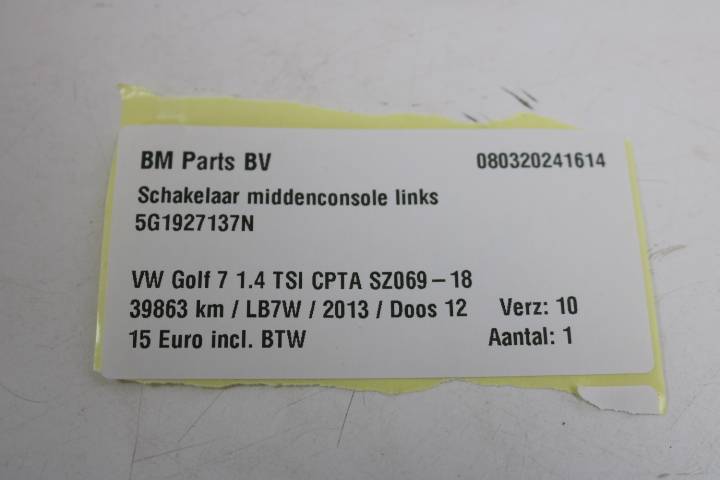 BM Parts BV 080320241614
Schakelaar middenconsole links
5G1927137N
VW Golf 7 1.4 TSI CPTA SZ069-18
39863 km / LB7W / 2013 / Doos 12 Verz: 10
15 Euro incl. BTW Aantal: 1